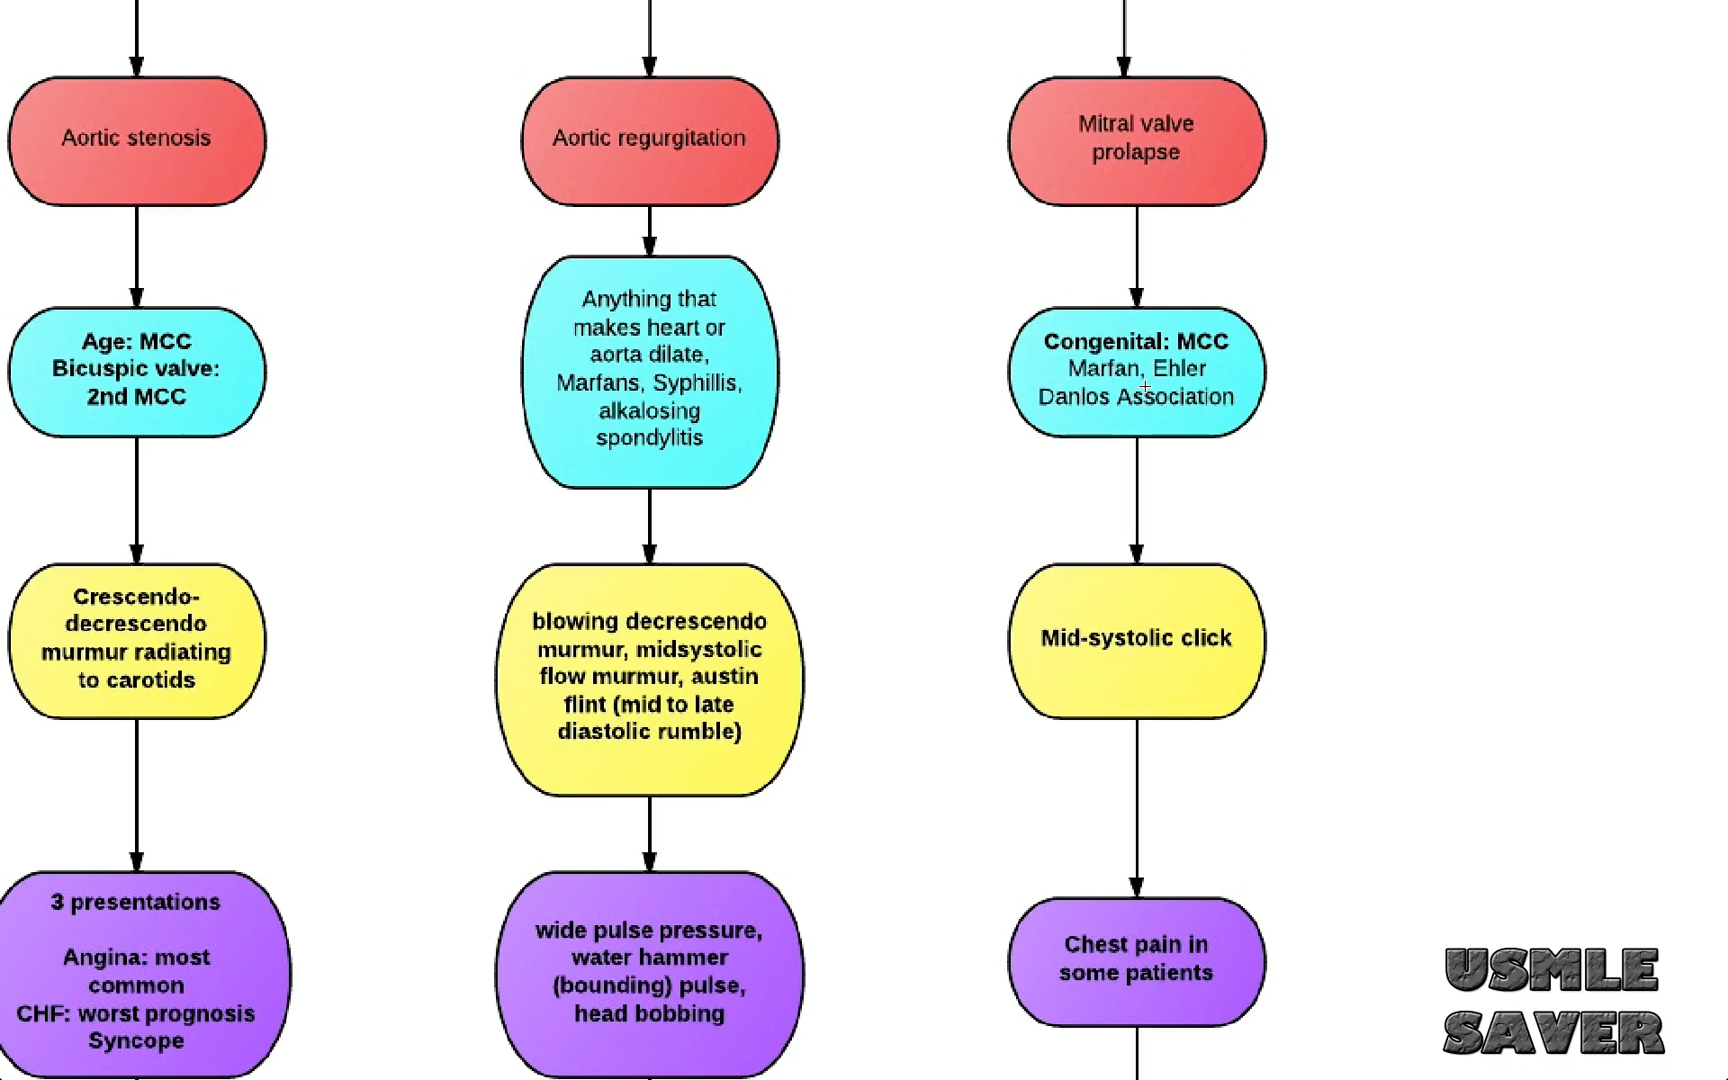 Aortic stenosis
Age: MCC
Bicuspic valve:
2nd MCC
Crescendo-
decrescendo
murmur radiating
to carotids
3 presentations
Angina: most
common
CHF: worst prognosis
Syncope
Aortic regurgitation
Anything that
makes heart or
aorta dilate,
Marfans, Syphillis,
alkalosing
spondylitis
blowing decrescendo
murmur, midsystolic
flow murmur, austin
flint (mid to late
diastolic rumble)
wide pulse pressure,
water hammer
(bounding) pulse,
head bobbing
Mitral valve
prolapse
Congenital: MCC
Marfan, Ehler
Danlos Association
Mid-systolic click
Chest pain in
some patients
USMLE
SAVER